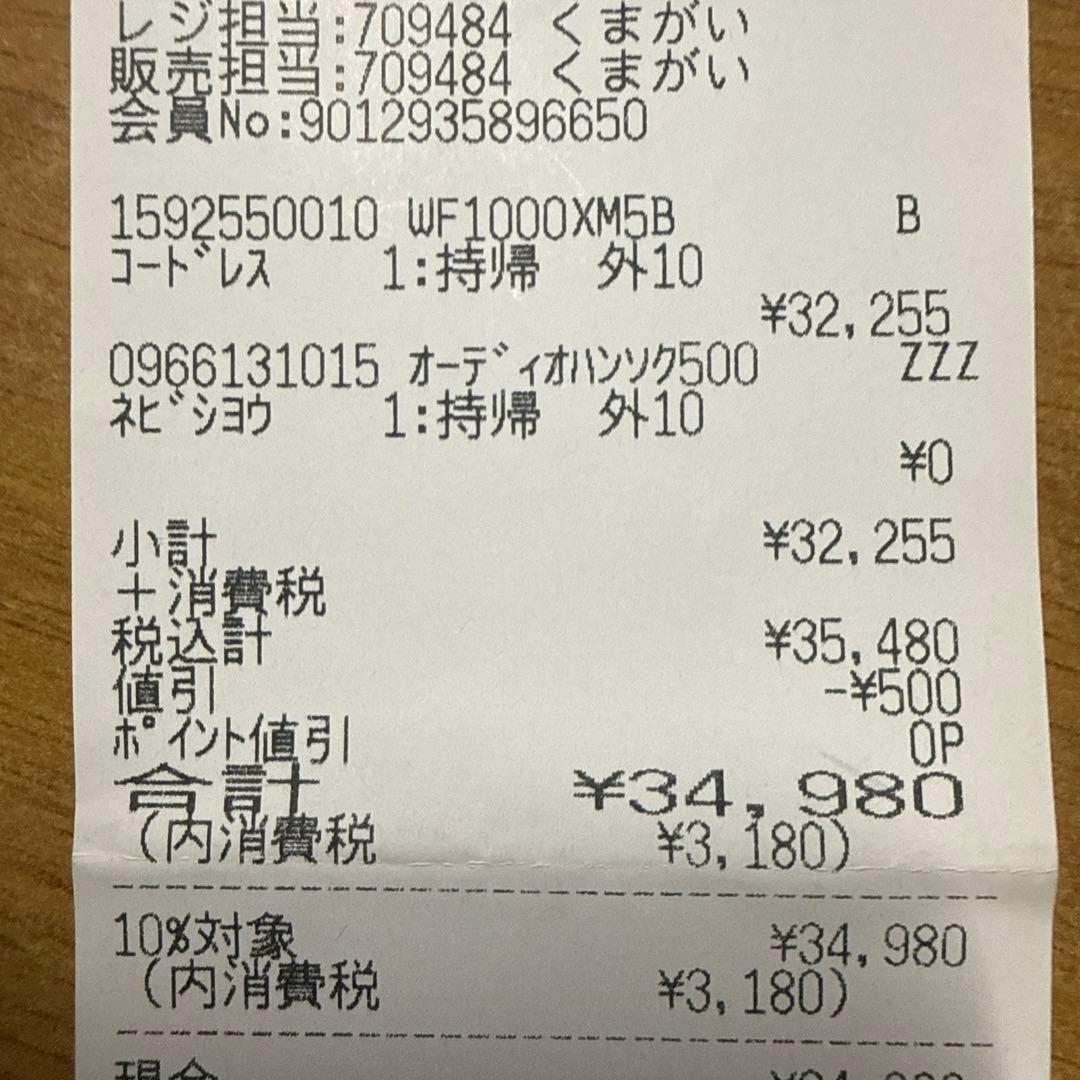 レジ担当:709484 くまがい
販売担当:709484 くまがい
会員No:9012935896650
1592550010 WF1000XM5B B
コードレス 1:持帰 外10
¥32,255
0966131015 オーディオハンソク500 ZZZ
ネビショウ 1:持帰 外10
¥0
小計 ¥32,255
+消費税
税込計 ¥35,480
値引 -¥500
ポイント値引 0P
合計 ¥34,980
(内消費税 ¥3,180)
10%対象 ¥34,980
(内消費税 ¥3,180)
現金